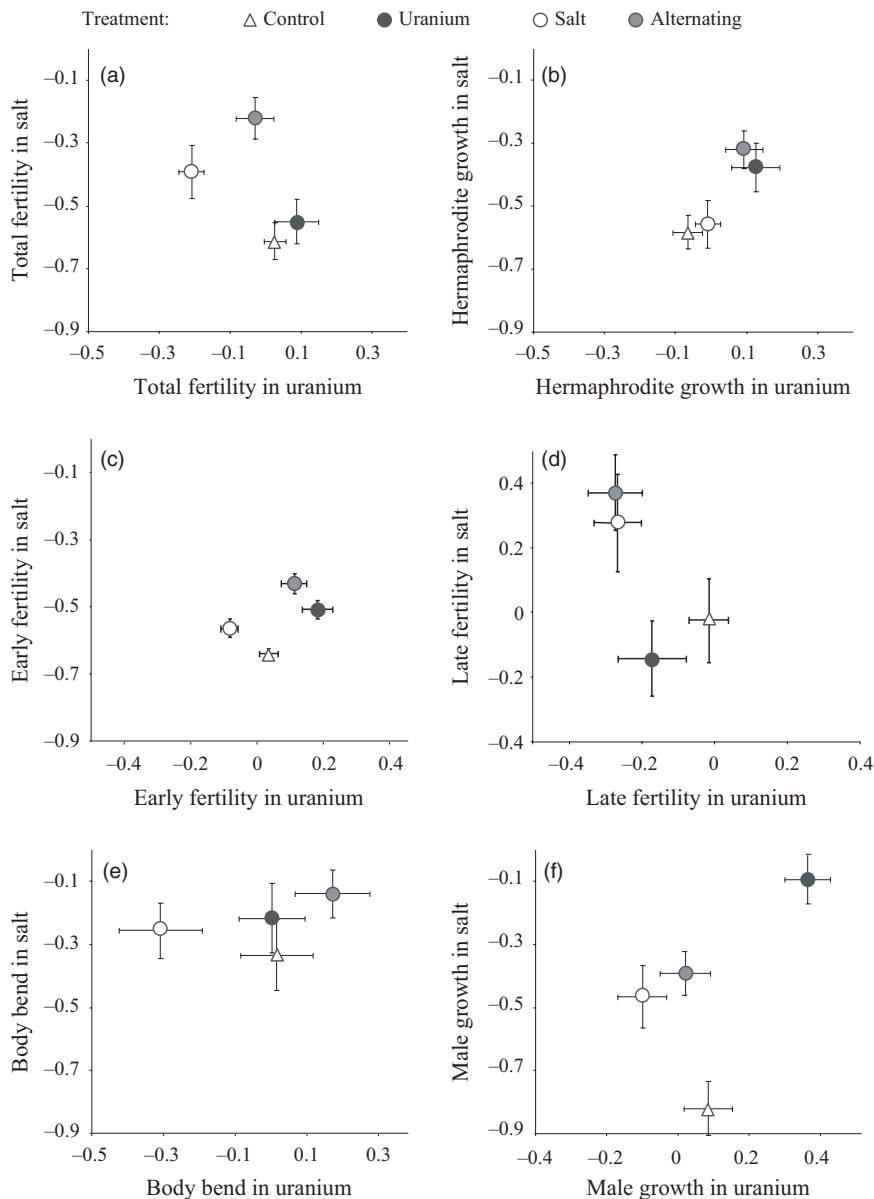 Treatment: Control Uranium Salt Alternating
(a)
Total fertility in salt
–0.1
–0.3
–0.5
–0.7
–0.9
–0.5 –0.3 –0.1 0.1 0.3
Total fertility in uranium
(b)
Hermaphrodite growth in salt
–0.1
–0.3
–0.5
–0.7
–0.9
–0.5 –0.3 –0.1 0.1 0.3
Hermaphrodite growth in uranium
(c)
Early fertility in salt
–0.1
–0.3
–0.5
–0.7
–0.9
–0.4 –0.2 0 0.2 0.4
Early fertility in uranium
(d)
Late fertility in salt
0.4
0.2
0
–0.2
–0.4
–0.4 –0.2 0 0.2 0.4
Late fertility in uranium
(e)
Body bend in salt
–0.1
–0.3
–0.5
–0.7
–0.9
–0.5 –0.3 –0.1 0.1 0.3
Body bend in uranium
(f)
Male growth in salt
–0.1
–0.3
–0.5
–0.7
–0.9
–0.4 –0.2 0 0.2 0.4
Male growth in uranium